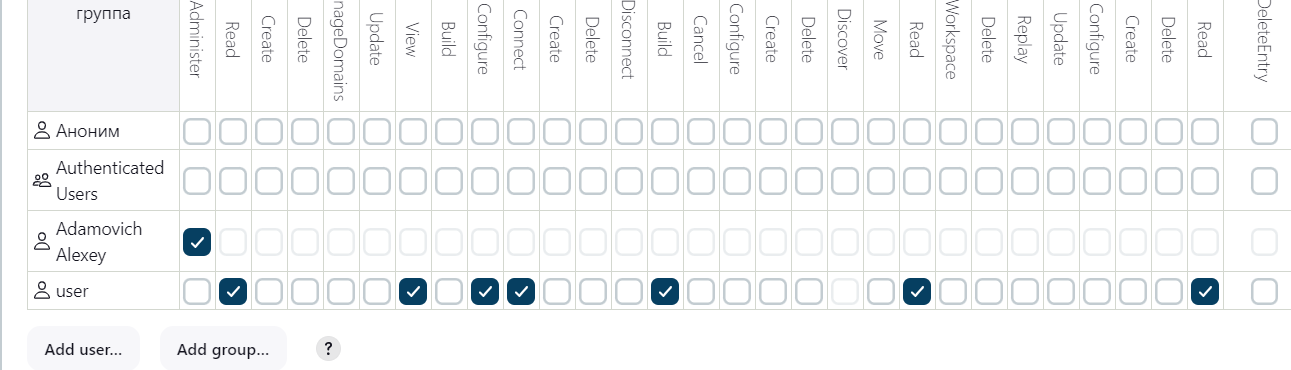 группа
Administer
Read
Create
Delete
nageDomains
Update
View
Build
Configure
Connect
Create
Delete
Disconnect
Build
Cancel
Configure
Create
Delete
Discover
Move
Read
Workspace
Delete
Replay
Update
Configure
Create
Delete
Read
DeleteEntry
Аноним
Authenticated
Users
Adamovich
Alexey
user
Add user...
Add group...
?